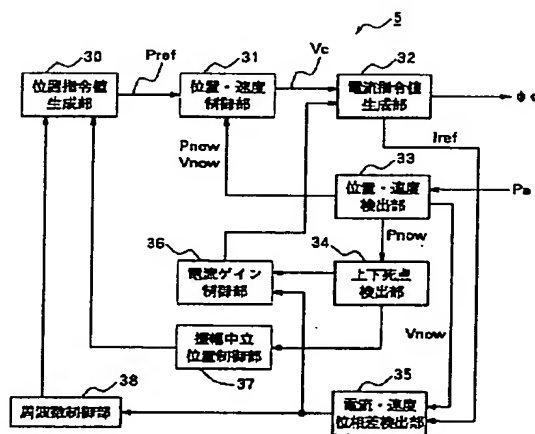 5
30
Pref
31
Vc
32
位置指令値
生成部
位置・速度
制御部
電流指令値
生成部
Iref
Pnow
Vnow
33
位置・速度
検出部
Pa
36
Pnow
34
電流ゲイン
制御部
上下死点
検出部
Vnow
振幅中立
位置制御部
37
38
35
周波数制御部
電流・速度
位相差検出部